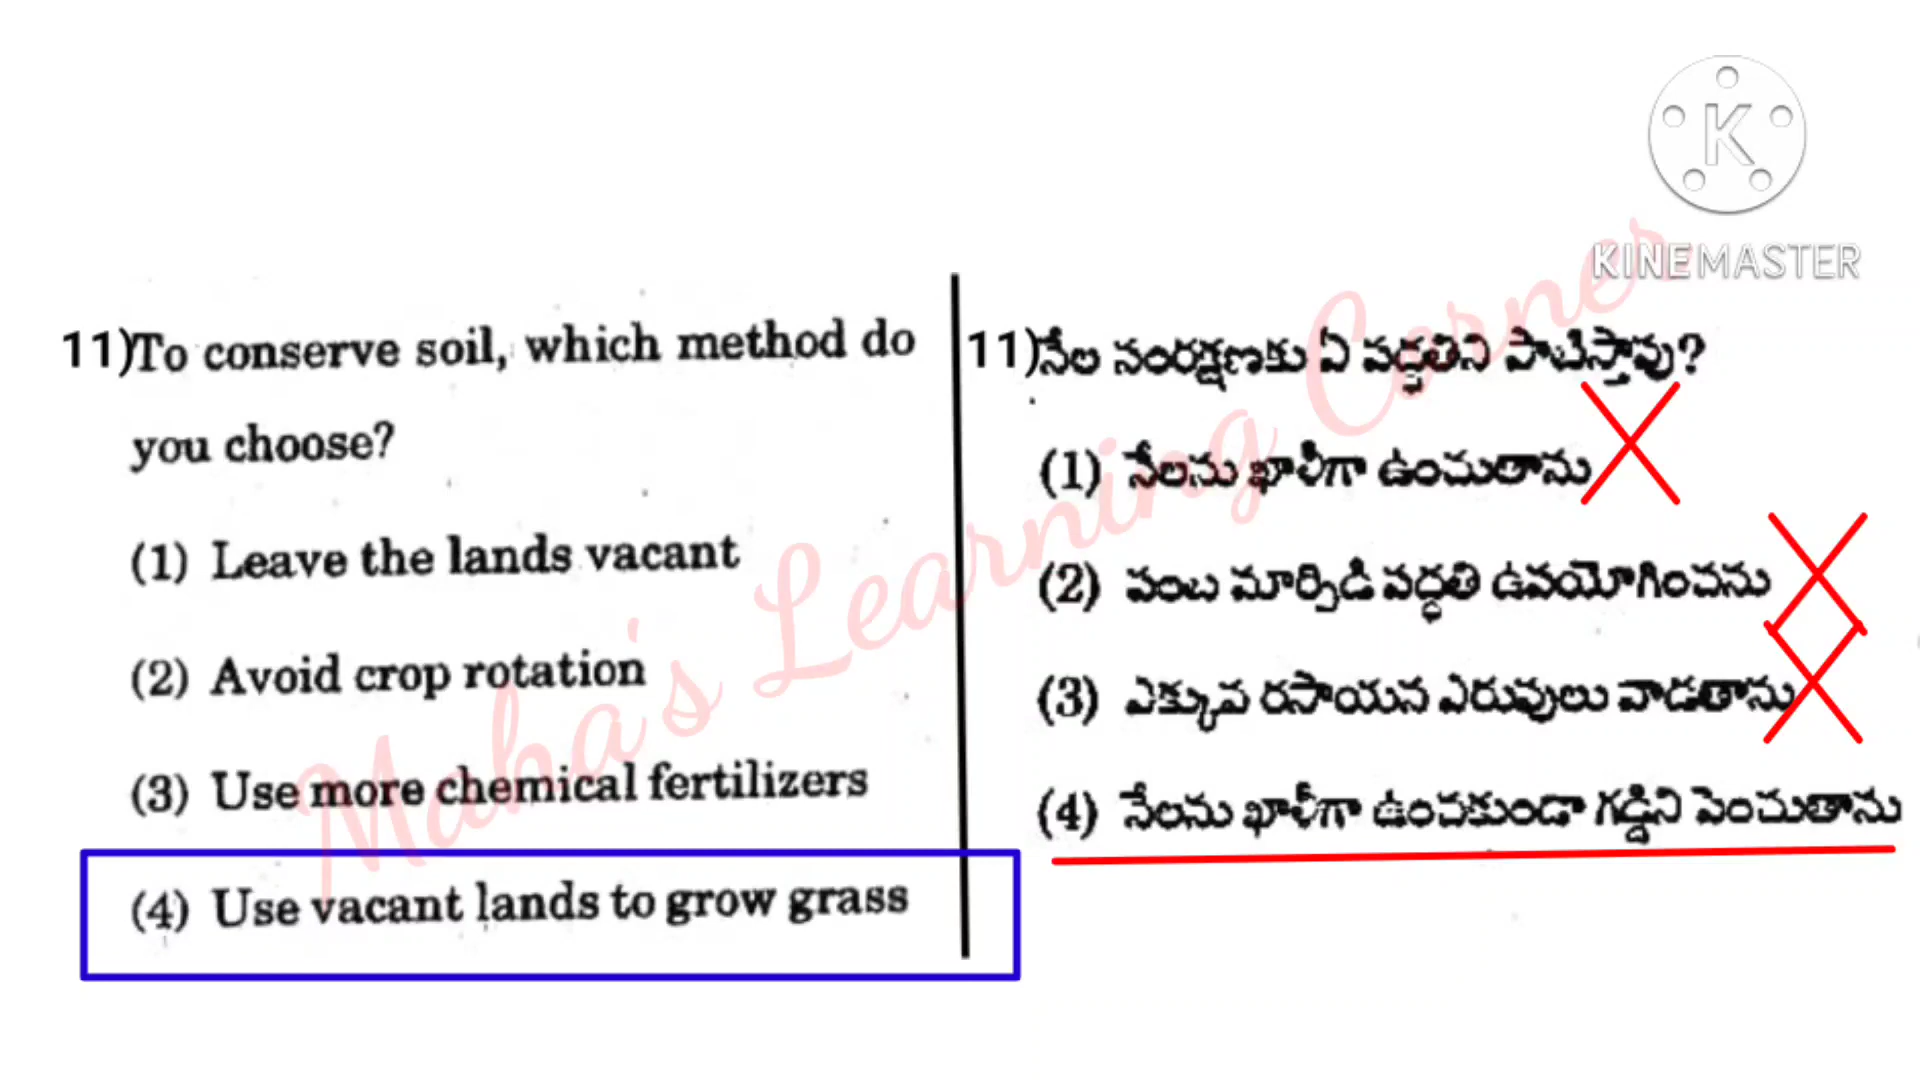 K
KINEMASTER
11)To conserve soil, which method do
you choose?
(1) Leave the lands vacant
(2) Avoid crop rotation
(3) Use more chemical fertilizers
(4) Use vacant lands to grow grass
11)నేల సంరక్షణకు ఏ పద్ధతిని పాటిస్తావు?
(1) నేలను ఖాళీగా ఉంచుతాను
(2) పంట మార్పిడి పద్ధతి ఉపయోగించను
(3) ఎక్కువ రసాయన ఎరువులు వాడతాను
(4) నేలను ఖాళీగా ఉంచకుండా గడ్డిని పెంచుతాను
Maha's Learning Corner